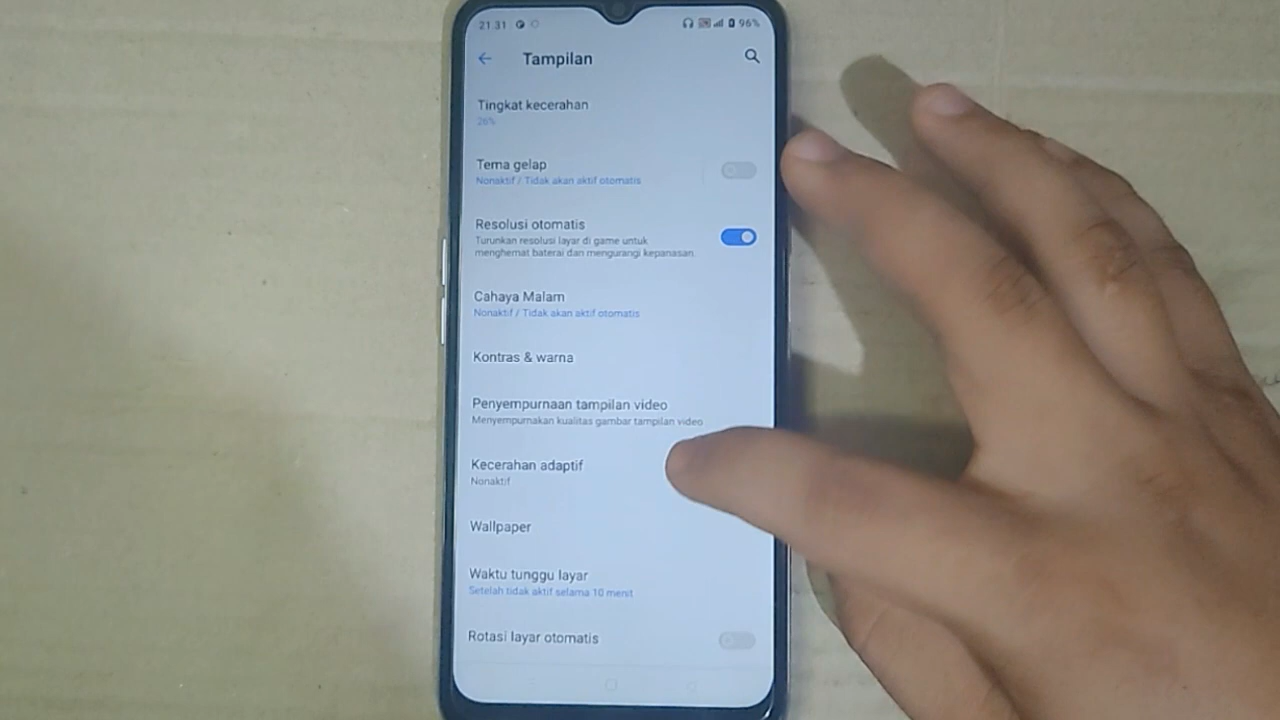 21.31
96%
Tampilan
Tingkat kecerahan
26%
Tema gelap
Nonaktif / Tidak akan aktif otomatis
Resolusi otomatis
Turunkan resolusi layar di game untuk
menghemat baterai dan mengurangi kepanasan.
Cahaya Malam
Nonaktif / Tidak akan aktif otomatis
Kontras & warna
Penyempurnaan tampilan video
Menyempurnakan kualitas gambar tampilan video
Kecerahan adaptif
Nonaktif
Wallpaper
Waktu tunggu layar
Setelah tidak aktif selama 10 menit
Rotasi layar otomatis